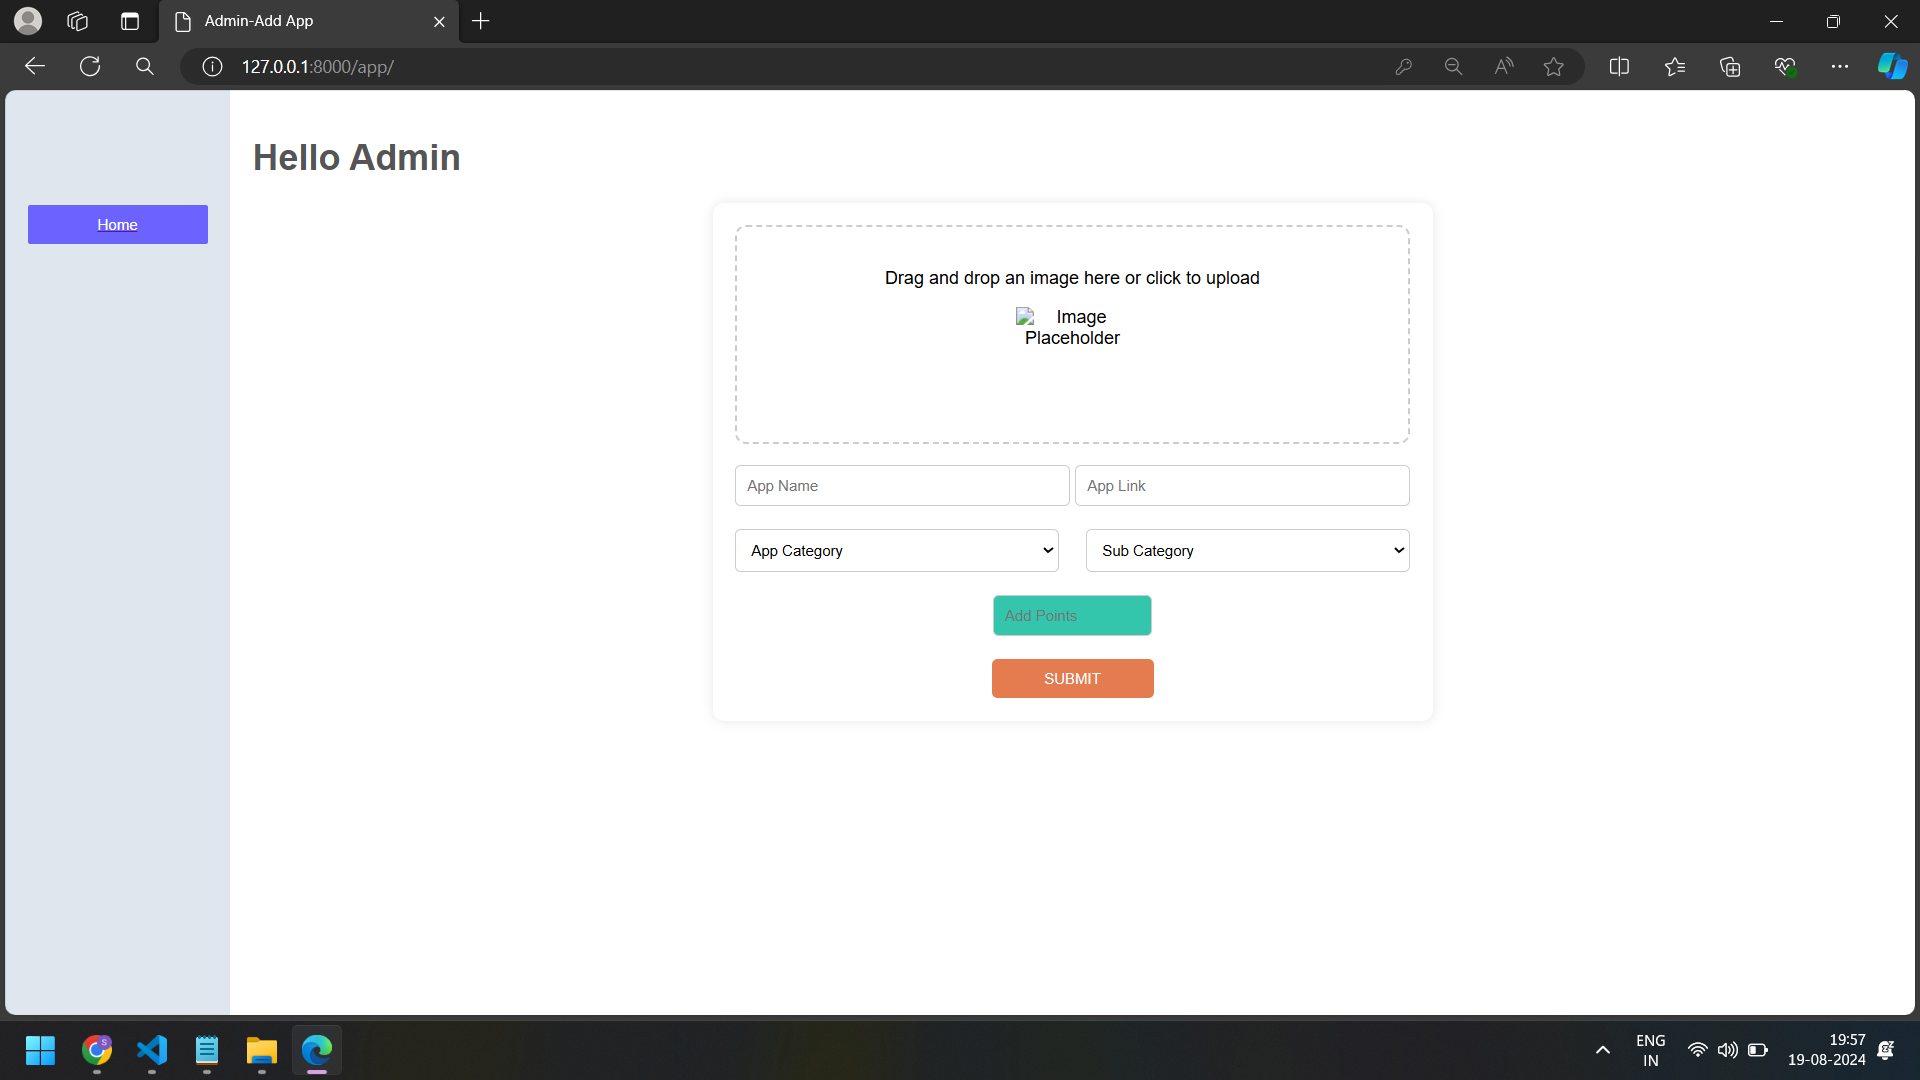 Admin-Add App
127.0.0.1:8000/app/
Hello Admin
Home
Drag and drop an image here or click to upload
Image
Placeholder
App Name
App Link
App Category
Sub Category
Add Points
SUBMIT
ENG
IN
19:57
19-08-2024